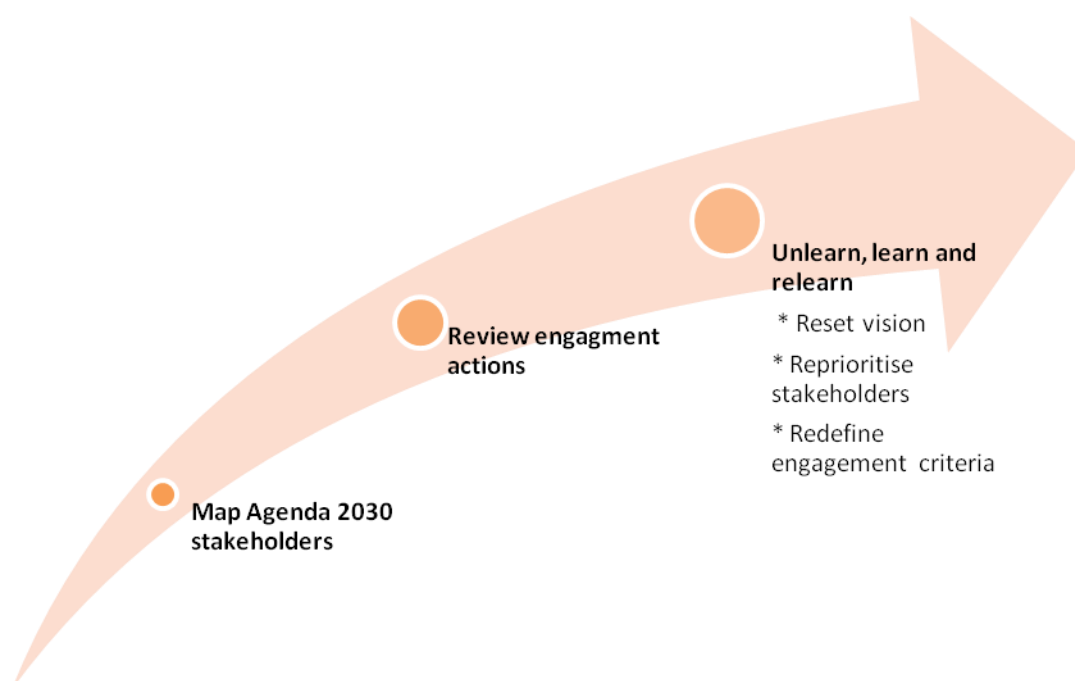 Unlearn, learn and
relearn
* Reset vision
* Reprioritise
stakeholders
* Redefine
engagement criteria
Review engagment
actions
Map Agenda 2030
stakeholders